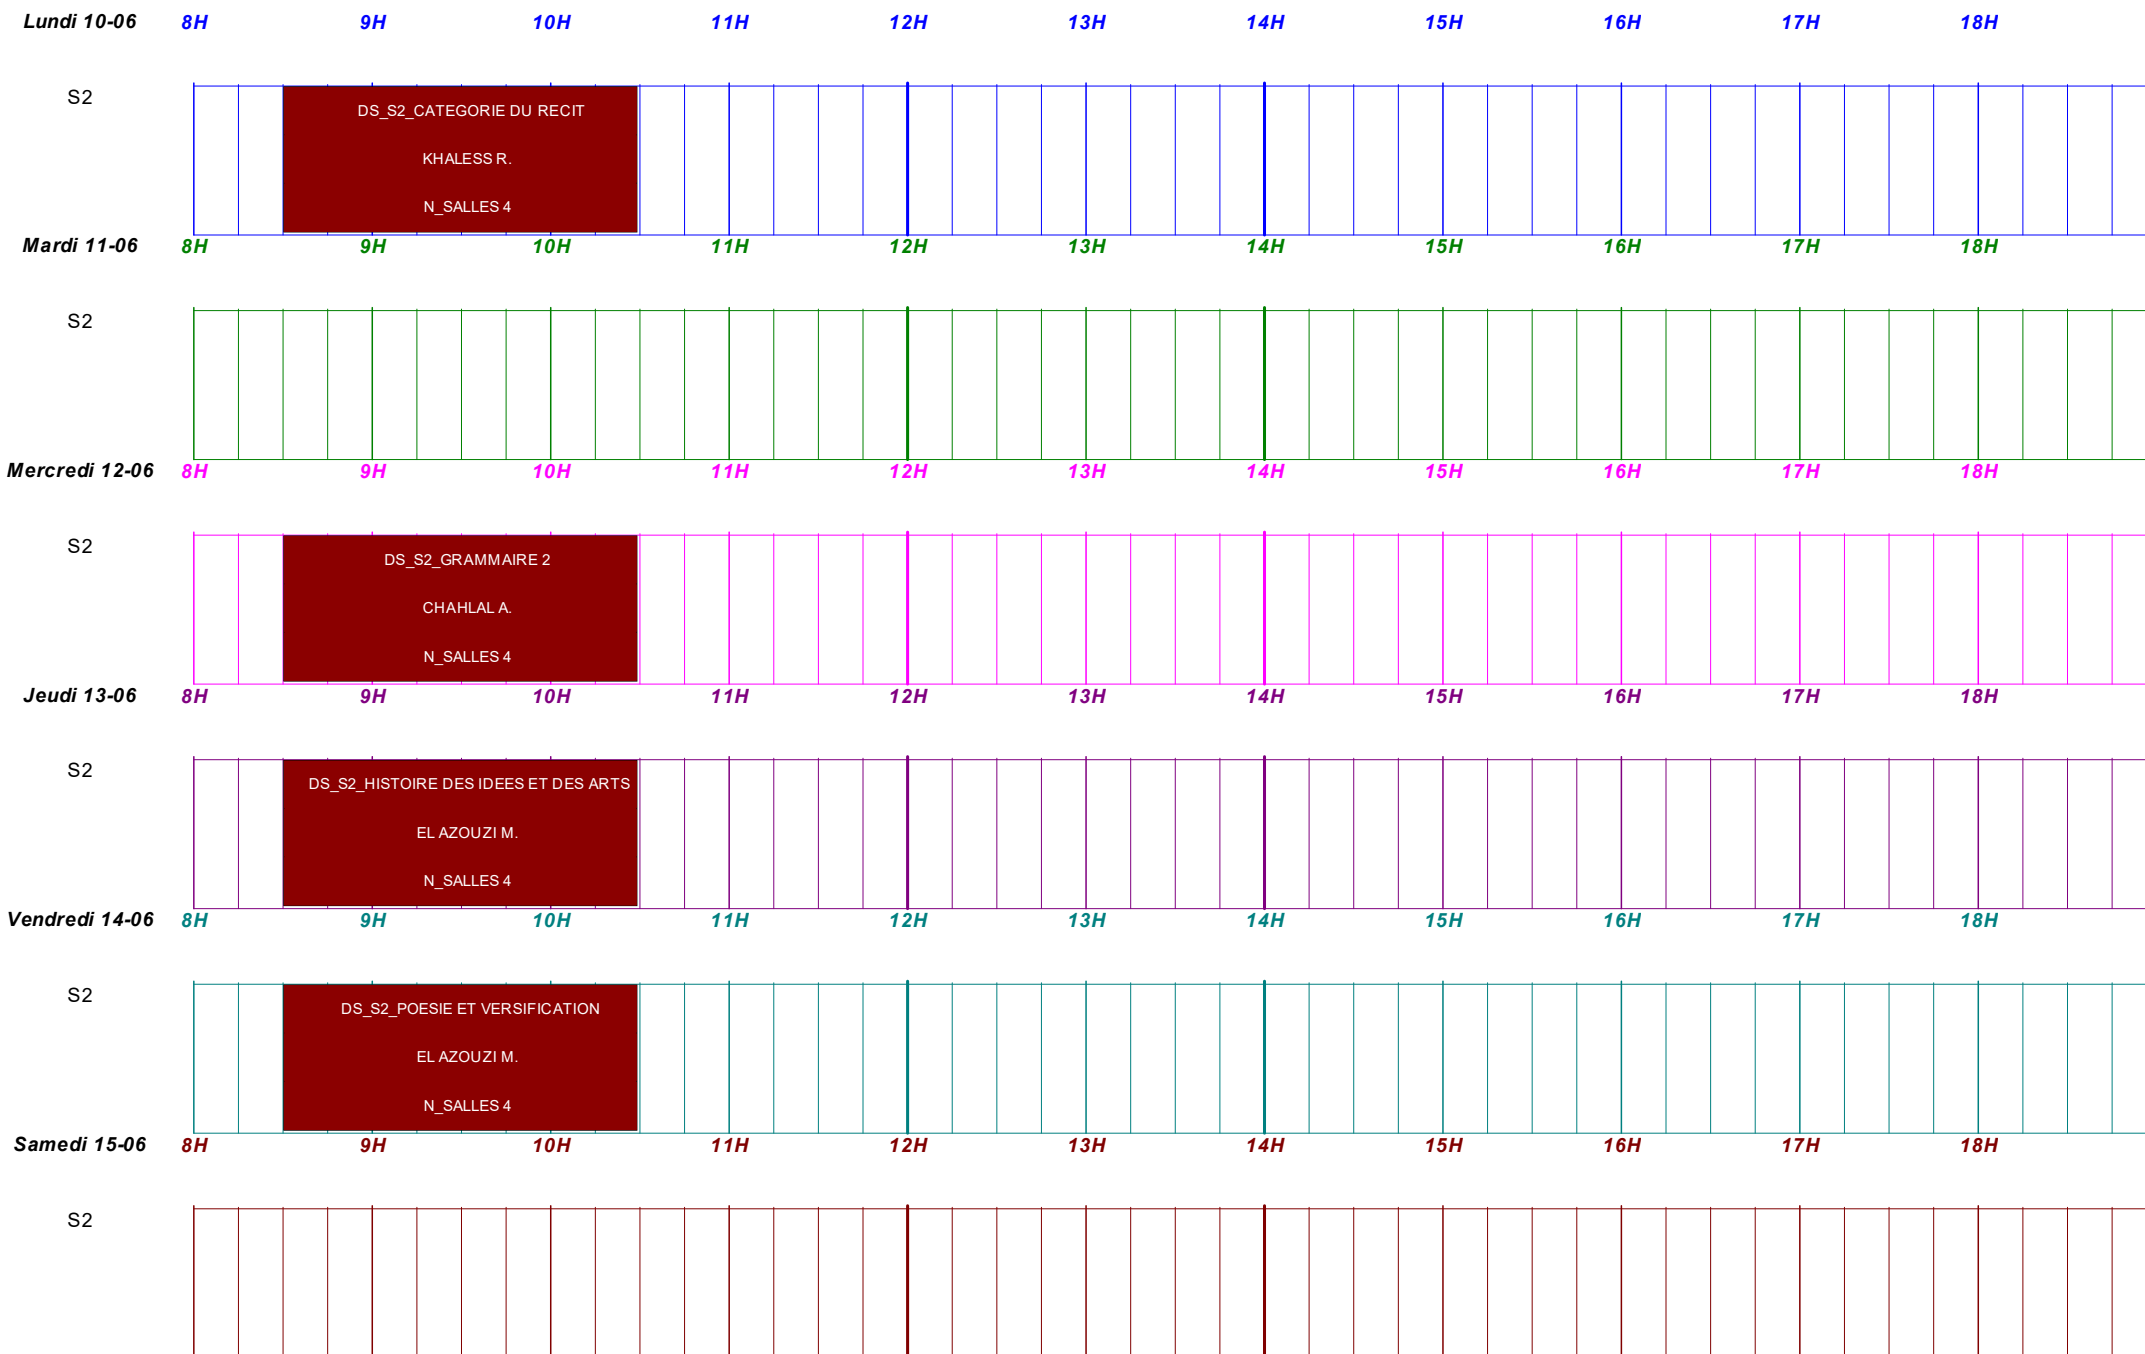 Lundi 10-06 8H 9H 10H 11H 12H 13H 14H 15H 16H 17H 18H
S2
DS_S2_CATEGORIE DU RECIT
KHALESS R.
N_SALLES 4
Mardi 11-06 8H 9H 10H 11H 12H 13H 14H 15H 16H 17H 18H
S2
Mercredi 12-06 8H 9H 10H 11H 12H 13H 14H 15H 16H 17H 18H
S2
DS_S2_GRAMMAIRE 2
CHAHLAL A.
N_SALLES 4
Jeudi 13-06 8H 9H 10H 11H 12H 13H 14H 15H 16H 17H 18H
S2
DS_S2_HISTOIRE DES IDEES ET DES ARTS
EL AZOUZI M.
N_SALLES 4
Vendredi 14-06 8H 9H 10H 11H 12H 13H 14H 15H 16H 17H 18H
S2
DS_S2_POESIE ET VERSIFICATION
EL AZOUZI M.
N_SALLES 4
Samedi 15-06 8H 9H 10H 11H 12H 13H 14H 15H 16H 17H 18H
S2